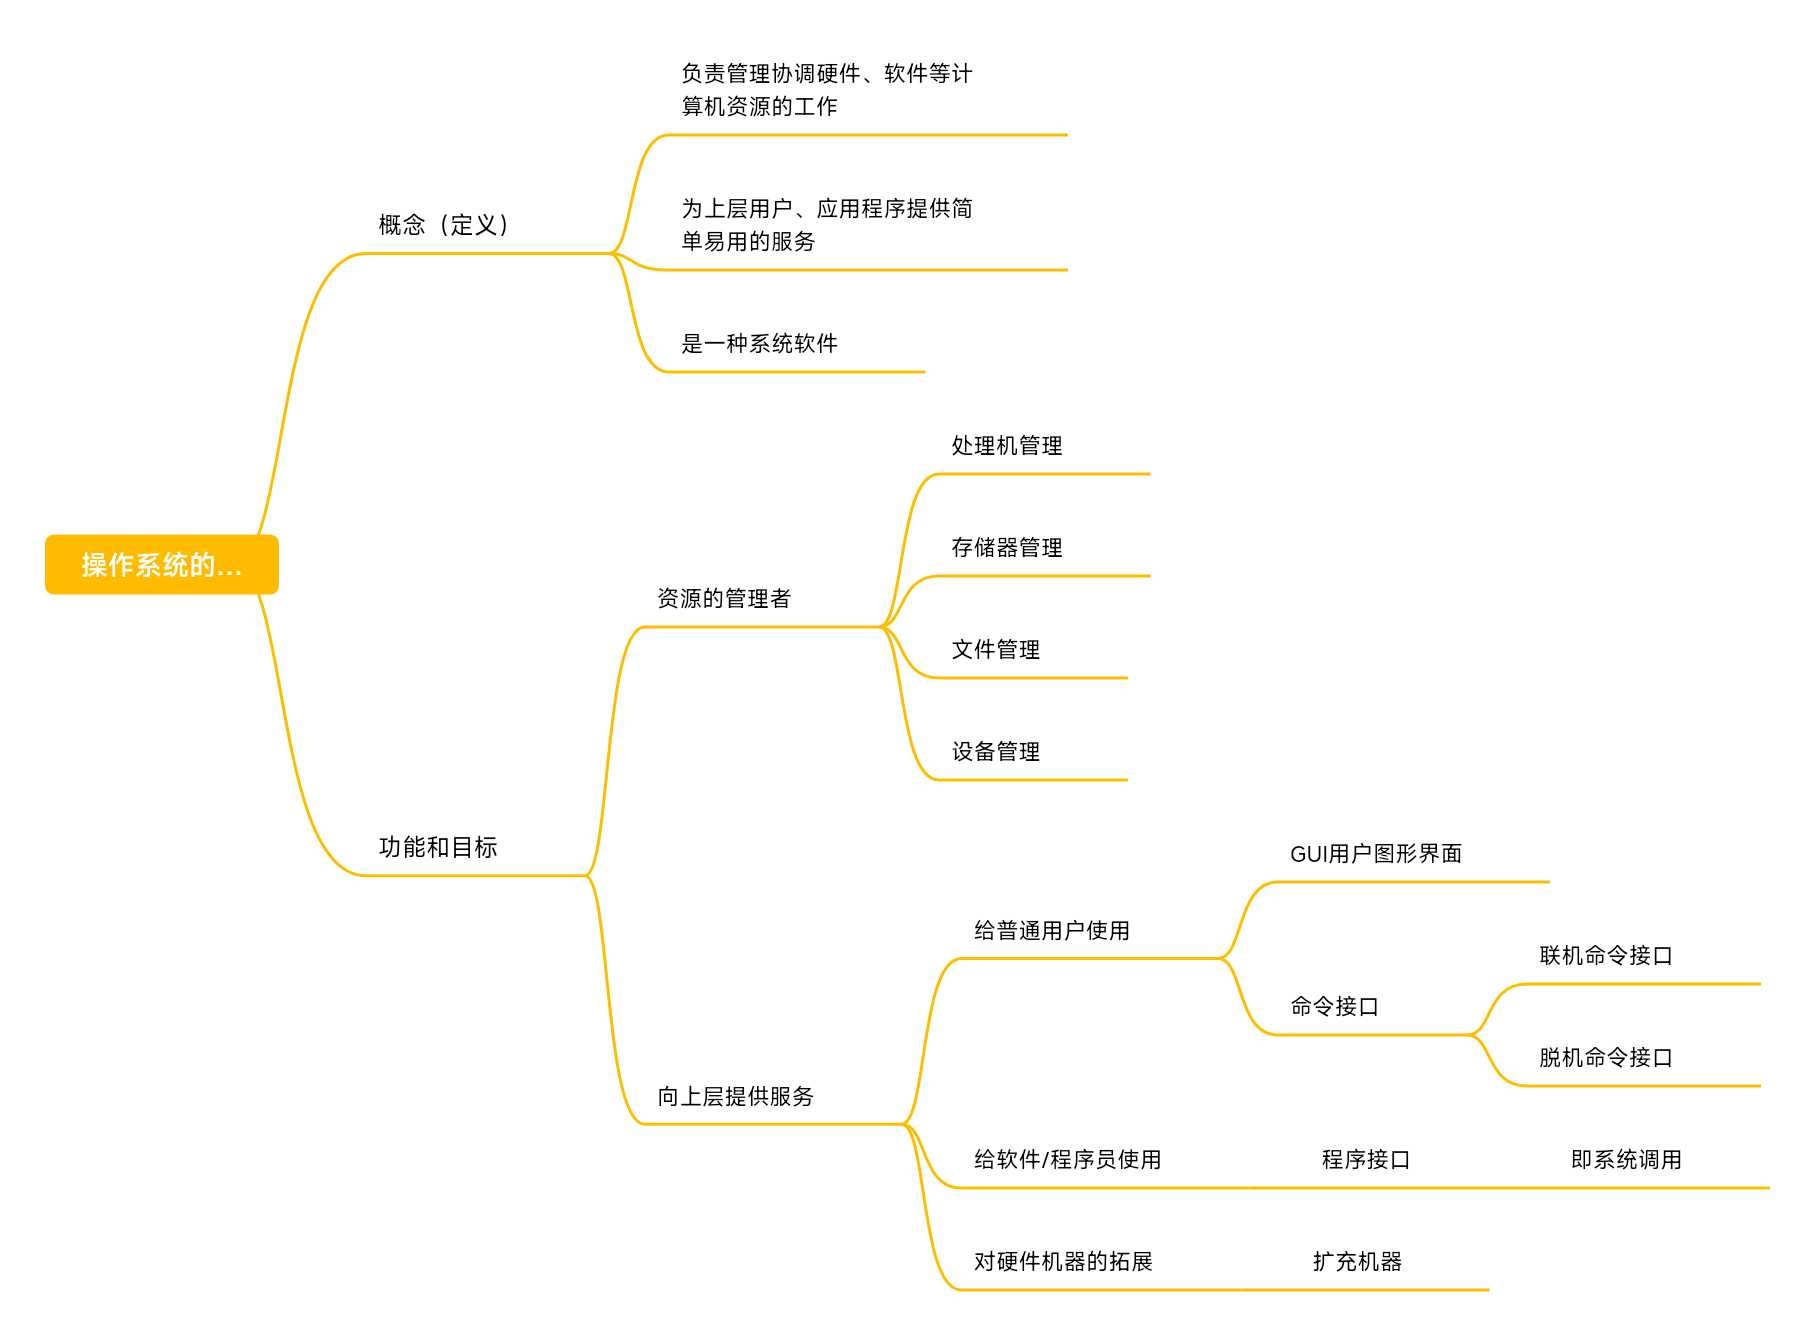 负责管理协调硬件、软件等计
算机资源的工作
概念（定义）
为上层用户、应用程序提供简
单易用的服务
是一种系统软件
操作系统的...
功能和目标
资源的管理者
处理机管理
存储器管理
文件管理
设备管理
向上层提供服务
给普通用户使用
GUI用户图形界面
命令接口
联机命令接口
脱机命令接口
给软件/程序员使用
程序接口
即系统调用
对硬件机器的拓展
扩充机器